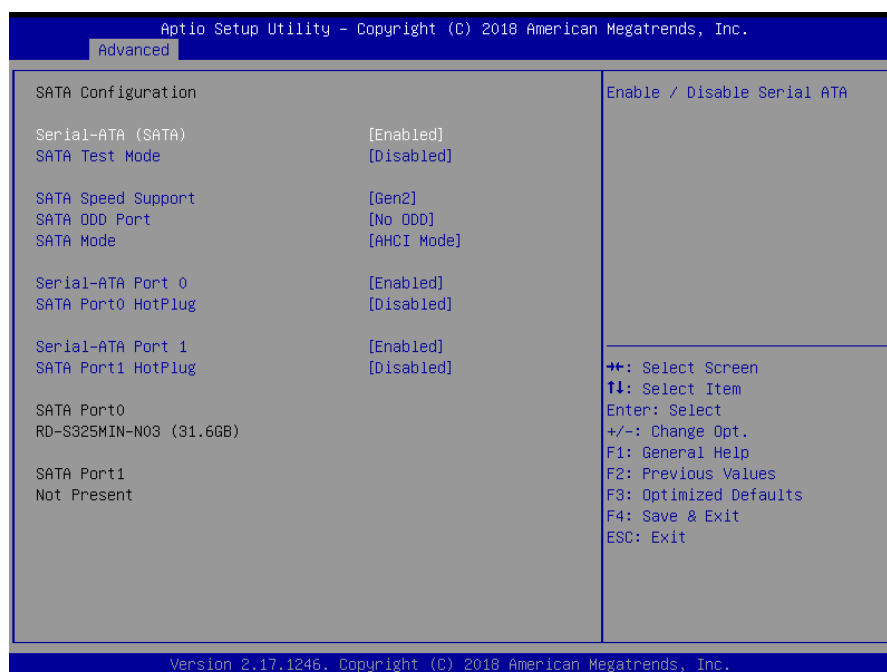 Aptio Setup Utility – Copyright (C) 2018 American Megatrends, Inc.
Advanced
SATA Configuration
Serial-ATA (SATA) [Enabled]
SATA Test Mode [Disabled]
SATA Speed Support [Gen2]
SATA ODD Port [No ODD]
SATA Mode [AHCI Mode]
Serial-ATA Port 0 [Enabled]
SATA Port0 HotPlug [Disabled]
Serial-ATA Port 1 [Enabled]
SATA Port1 HotPlug [Disabled]
SATA Port0
RD-S325MIN-N03 (31.6GB)
SATA Port1
Not Present
Enable / Disable Serial ATA
→←: Select Screen
↑↓: Select Item
Enter: Select
+/-: Change Opt.
F1: General Help
F2: Previous Values
F3: Optimized Defaults
F4: Save & Exit
ESC: Exit
Version 2.17.1246. Copyright (C) 2018 American Megatrends, Inc.